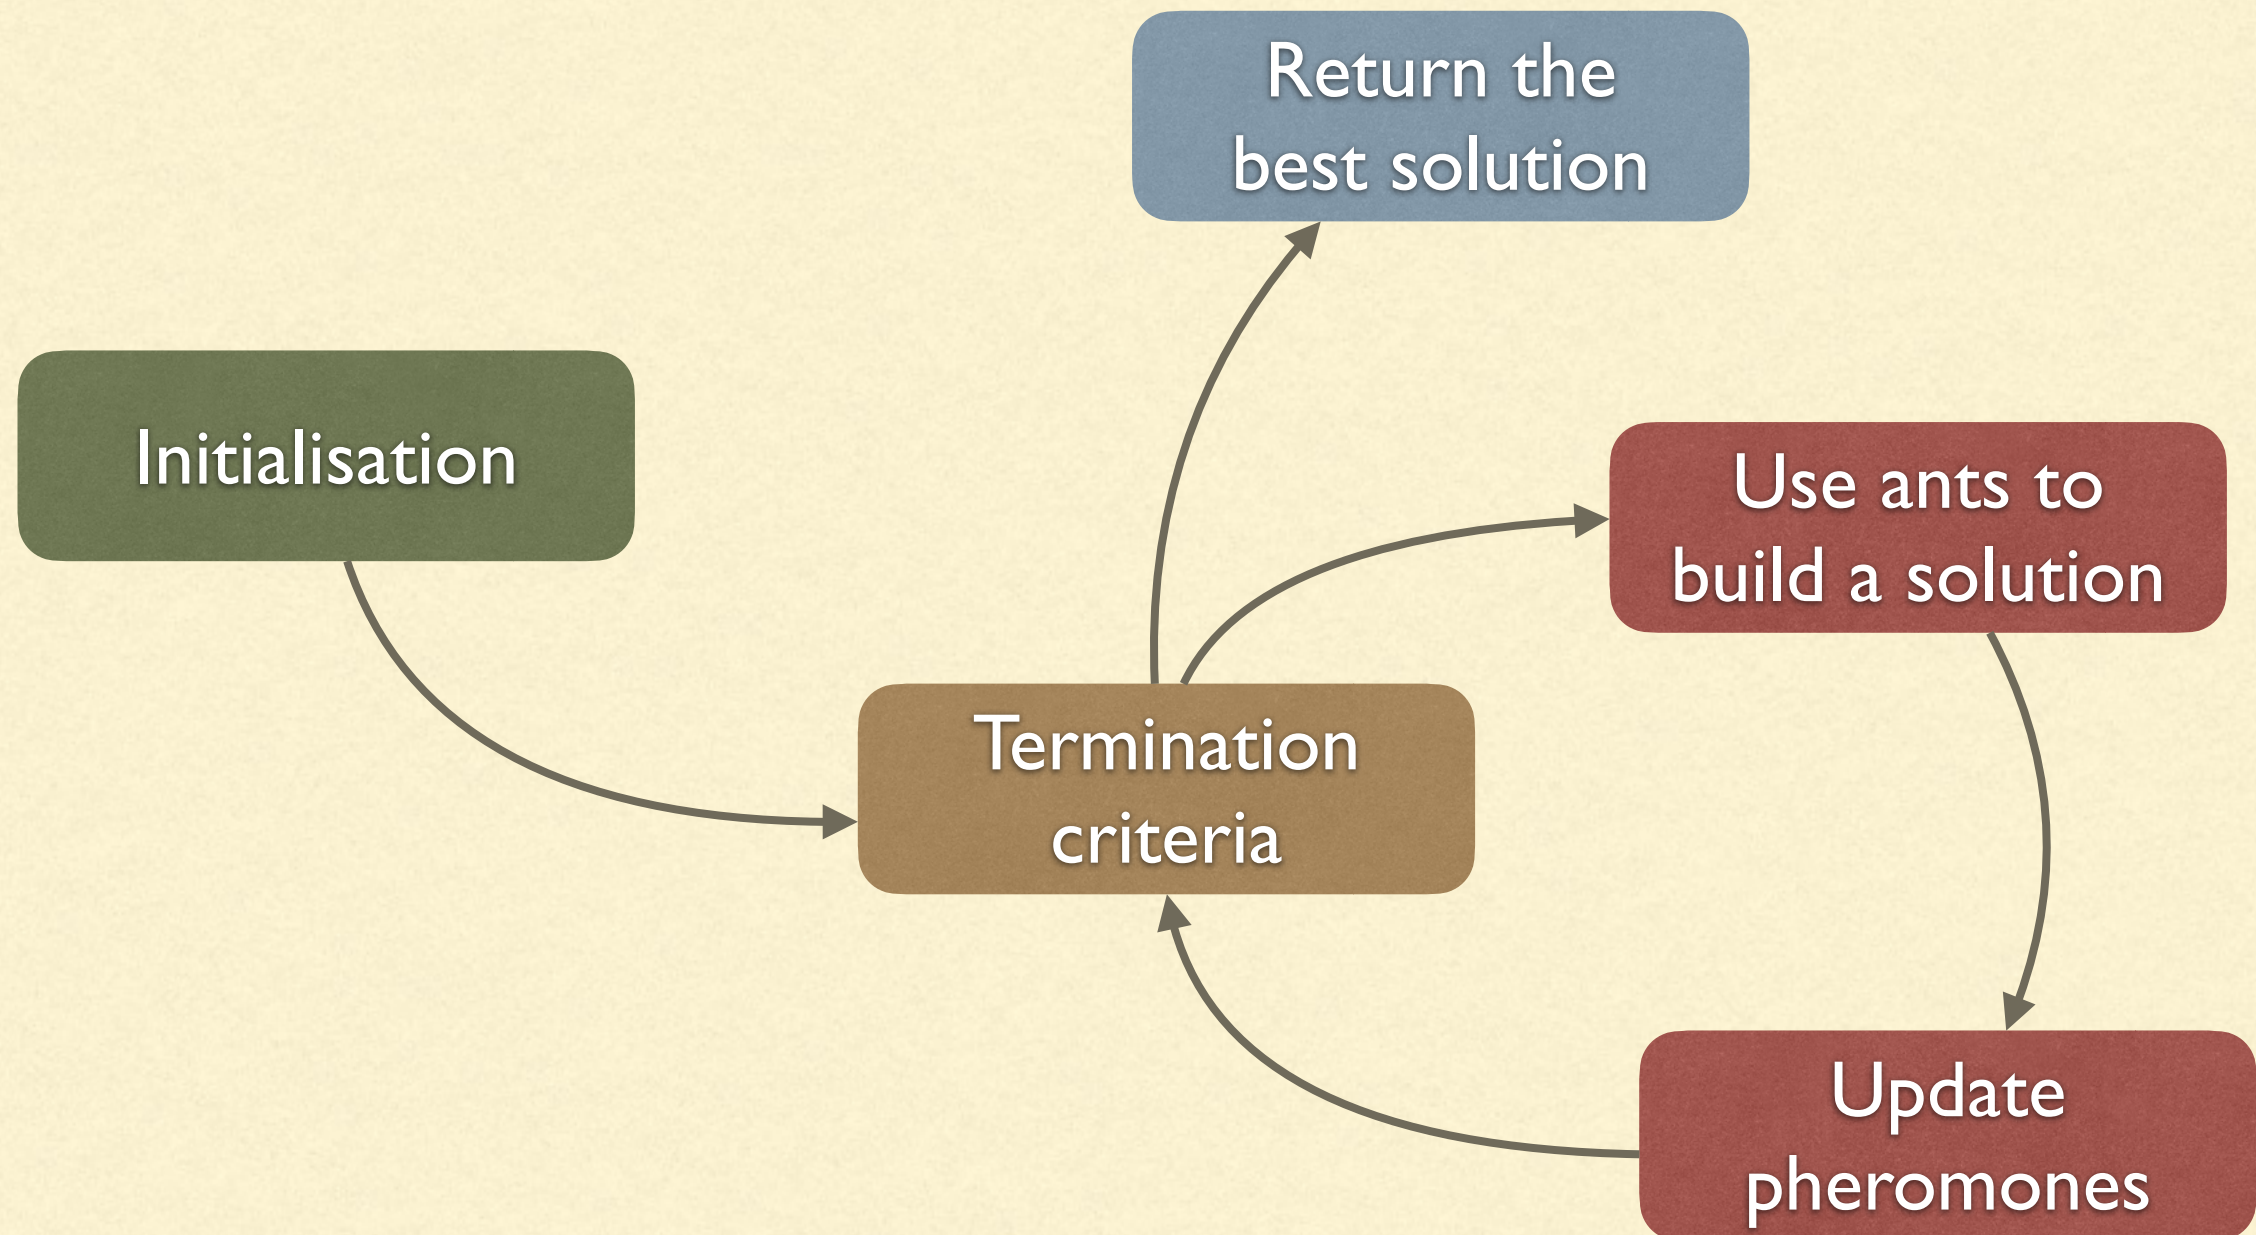 Return the
best solution
Initialisation
Use ants to
build a solution
Termination
criteria
Update
pheromones